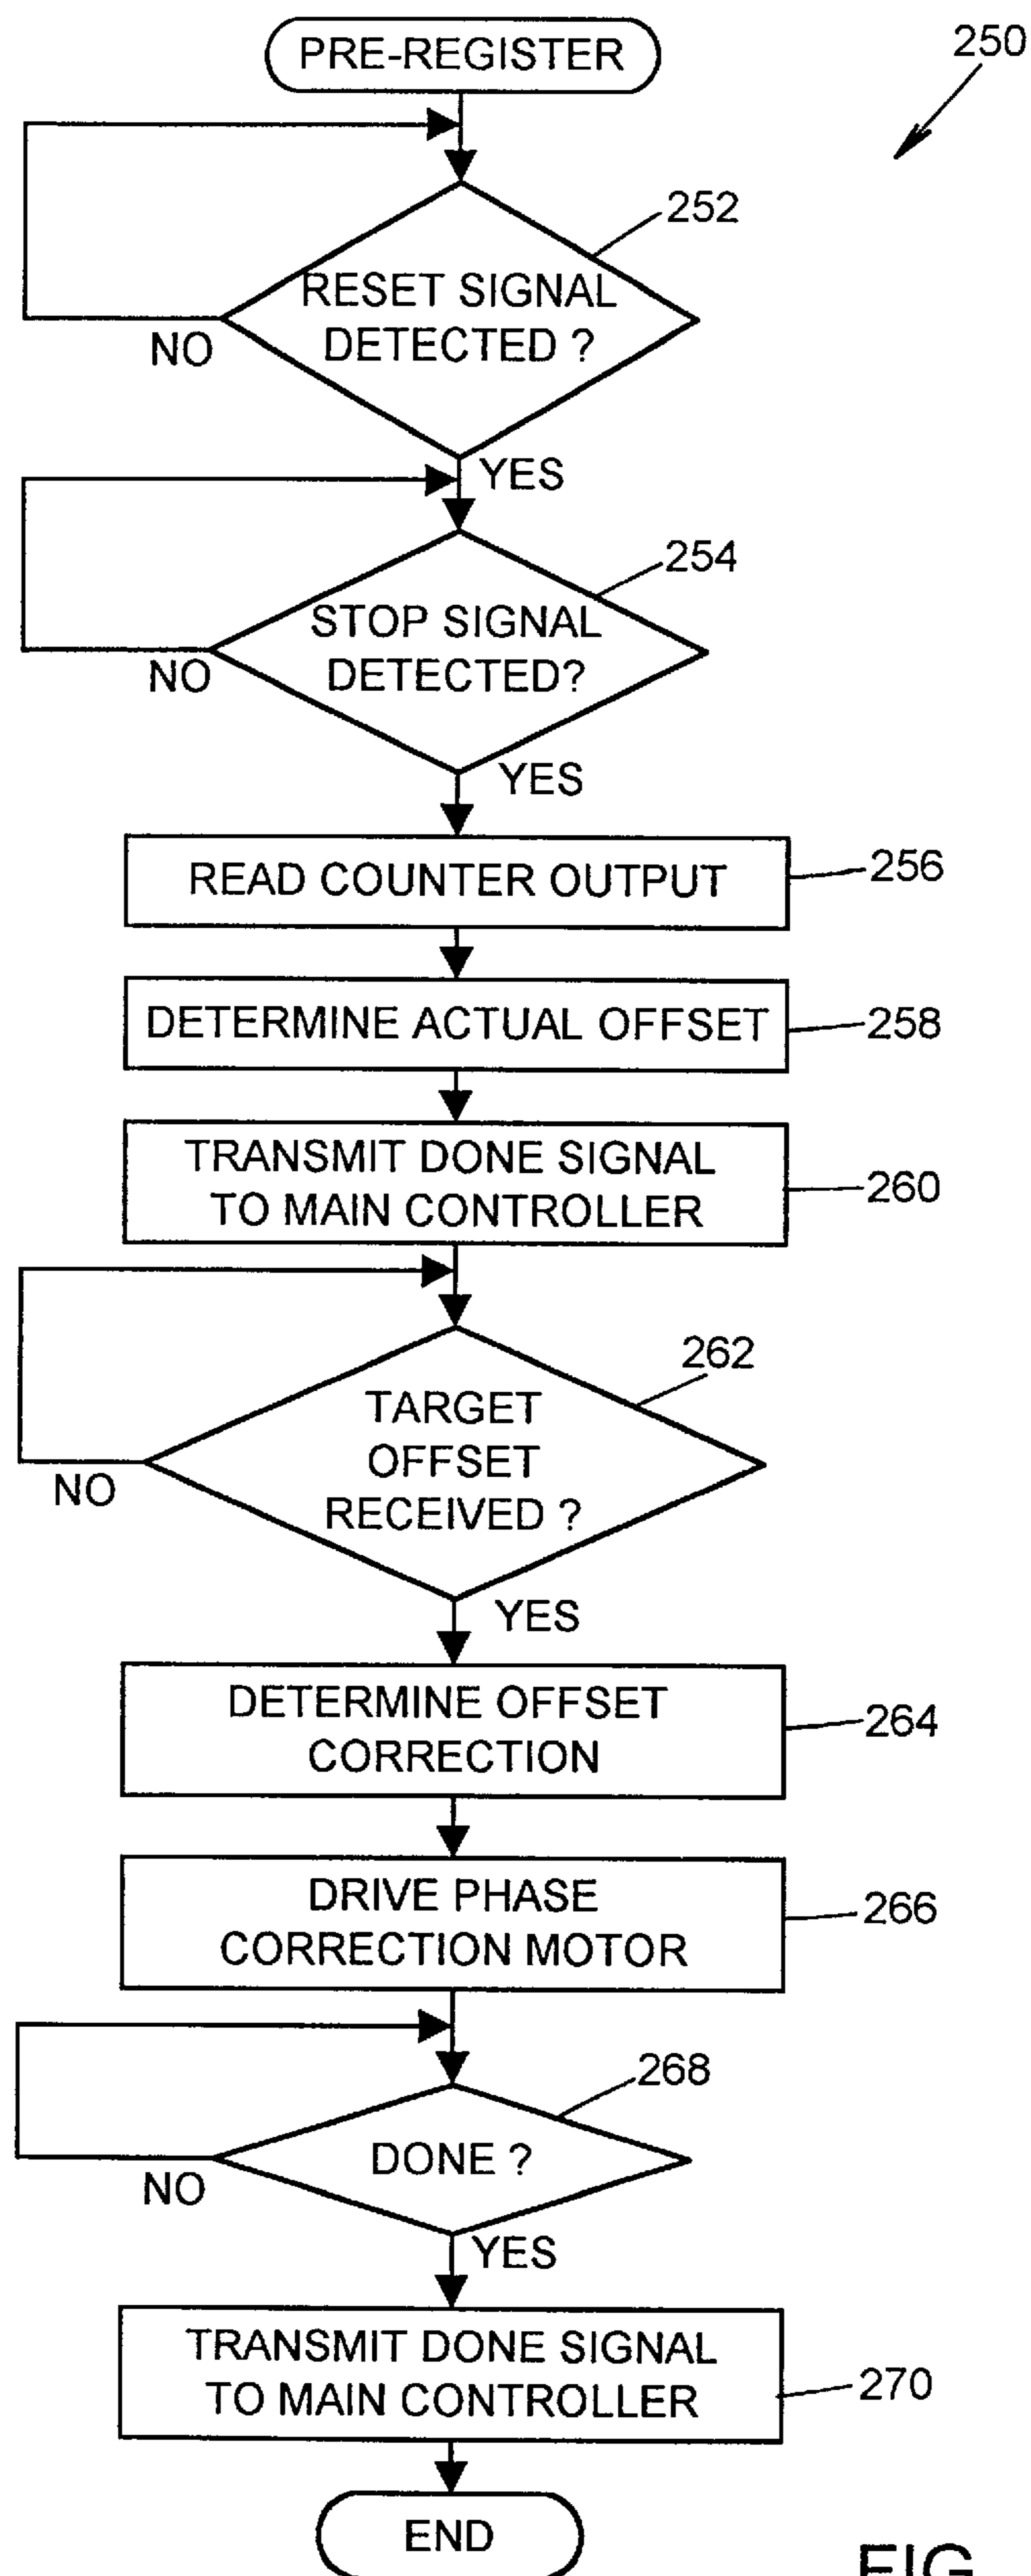 PRE-REGISTER
250
252
RESET SIGNAL
DETECTED ?
NO
YES
254
STOP SIGNAL
DETECTED?
NO
YES
READ COUNTER OUTPUT
256
DETERMINE ACTUAL OFFSET
258
TRANSMIT DONE SIGNAL
TO MAIN CONTROLLER
260
262
TARGET
OFFSET
RECEIVED ?
NO
YES
DETERMINE OFFSET
CORRECTION
264
DRIVE PHASE
CORRECTION MOTOR
266
268
DONE ?
NO
YES
TRANSMIT DONE SIGNAL
TO MAIN CONTROLLER
270
END
FIG